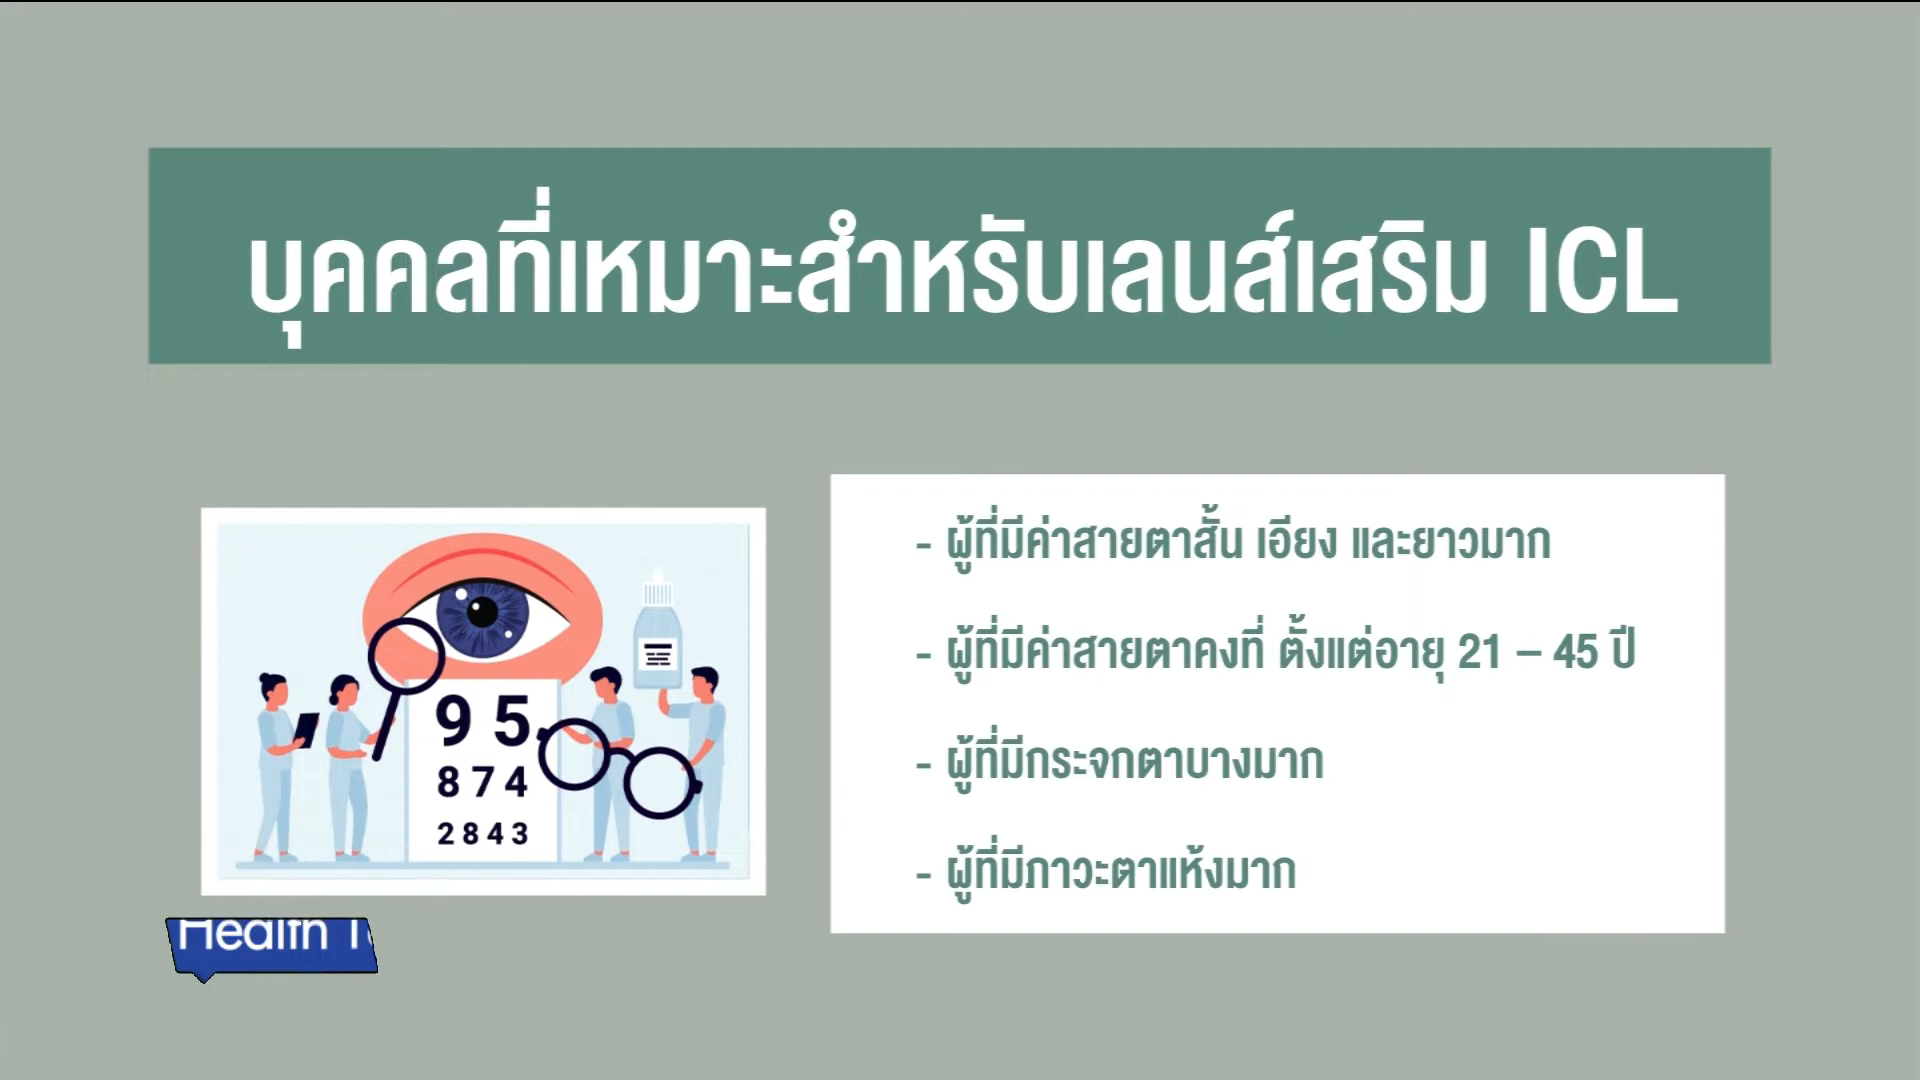 บุคคลที่เหมาะสำหรับเลนส์เสริม ICL
- ผู้ที่มีค่าสายตาสั้น เอียง และยาวมาก
- ผู้ที่มีค่าสายตาคงที่ ตั้งแต่อายุ 21 – 45 ปี
- ผู้ที่มีกระจกตาบางมาก
- ผู้ที่มีภาวะตาแห้งมาก
9 5
8 7 4
2 8 4 3
Health